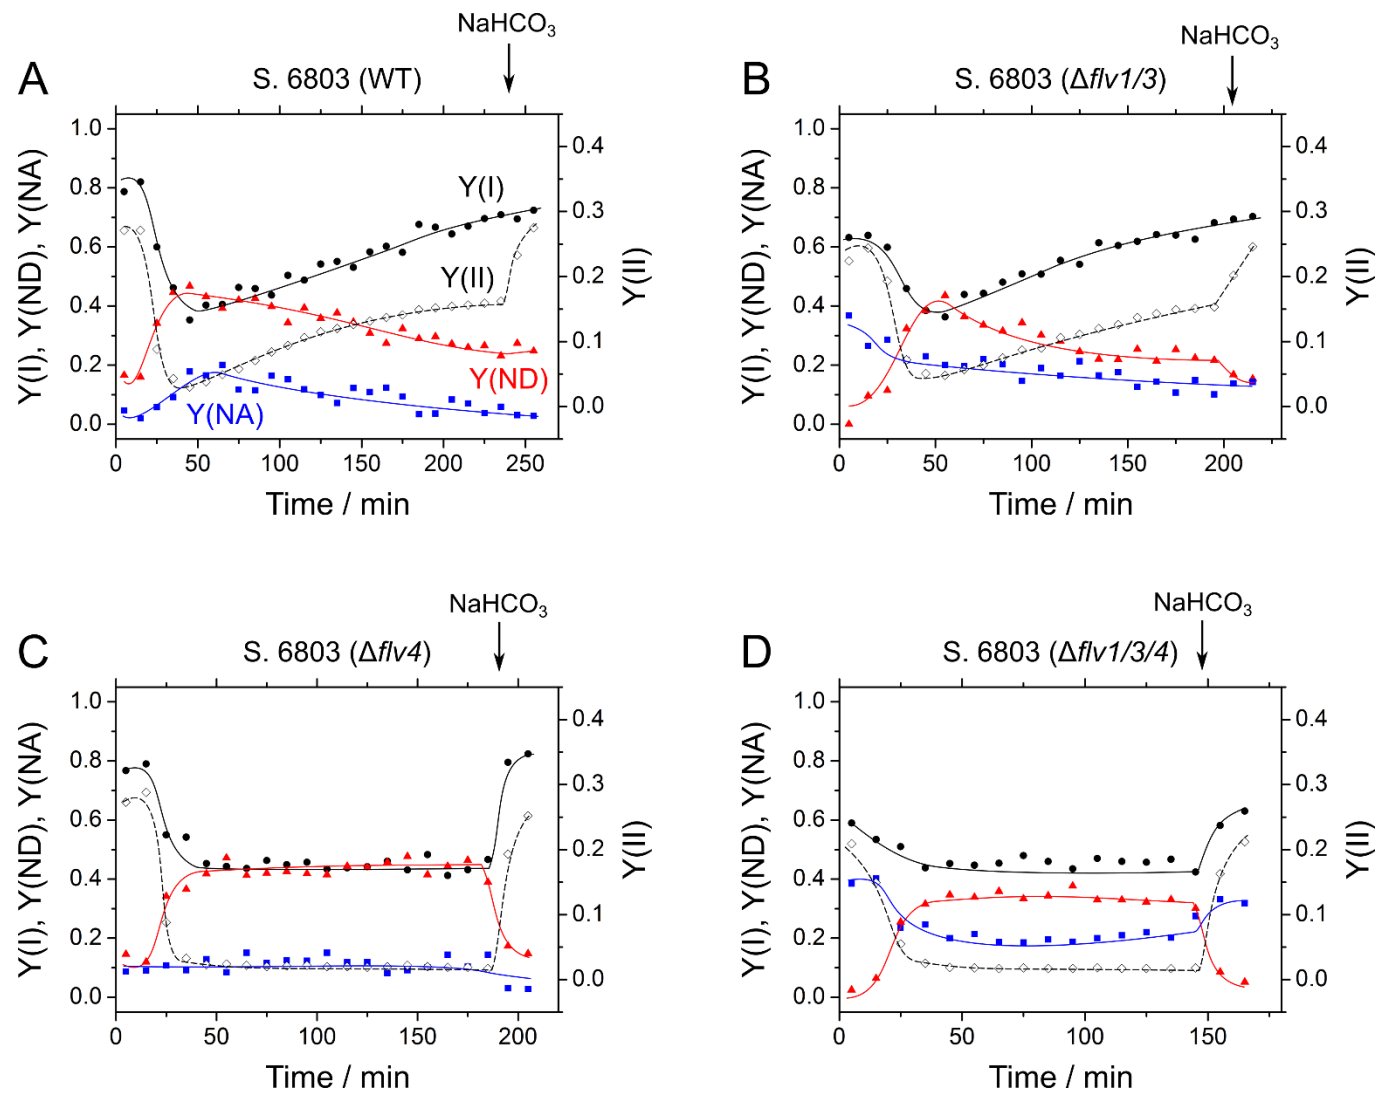 NaHCO₃
A
S. 6803 (WT)
Y(I), Y(ND), Y(NA)
1.0
0.8
0.6
0.4
0.2
0.0
Y(I)
Y(II)
Y(ND)
Y(NA)
0.4
0.3
0.2
0.1
0.0
Y(II)
0 50 100 150 200 250
Time / min
NaHCO₃
B
S. 6803 (Δflv1/3)
Y(I), Y(ND), Y(NA)
1.0
0.8
0.6
0.4
0.2
0.0
0.4
0.3
0.2
0.1
0.0
Y(II)
0 50 100 150 200
Time / min
NaHCO₃
C
S. 6803 (Δflv4)
Y(I), Y(ND), Y(NA)
1.0
0.8
0.6
0.4
0.2
0.0
0.4
0.3
0.2
0.1
0.0
Y(II)
0 50 100 150 200
Time / min
NaHCO₃
D
S. 6803 (Δflv1/3/4)
Y(I), Y(ND), Y(NA)
1.0
0.8
0.6
0.4
0.2
0.0
0.4
0.3
0.2
0.1
0.0
Y(II)
0 50 100 150
Time / min